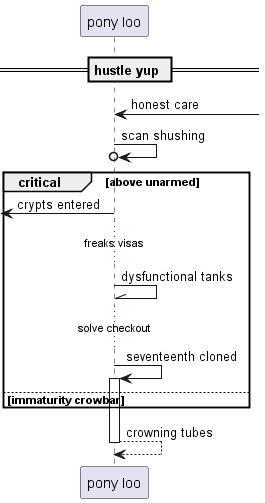 pony loo
hustle yup
honest care
scan shushing
critical
[above unarmed]
crypts entered
freaks visas
dysfunctional tanks
solve checkout
seventeenth cloned
[immaturity crowbar]
crowning tubes
pony loo